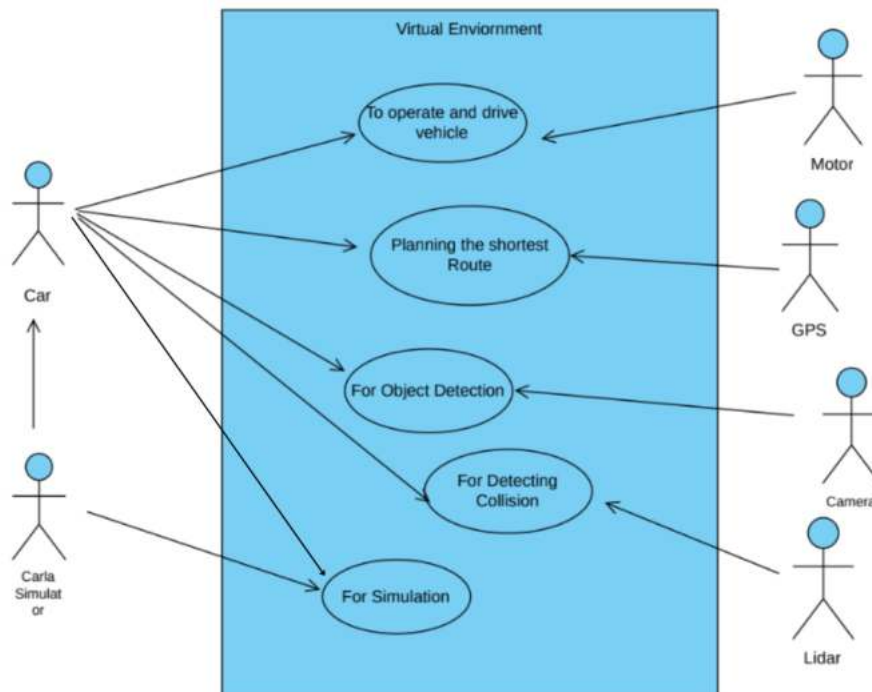 Virtual Enviornment
To operate and drive
vehicle
Motor
Planning the shortest
Route
Car
GPS
For Object Detection
For Detecting
Collision
Camera
Carla
Simulat
or
For Simulation
Lidar